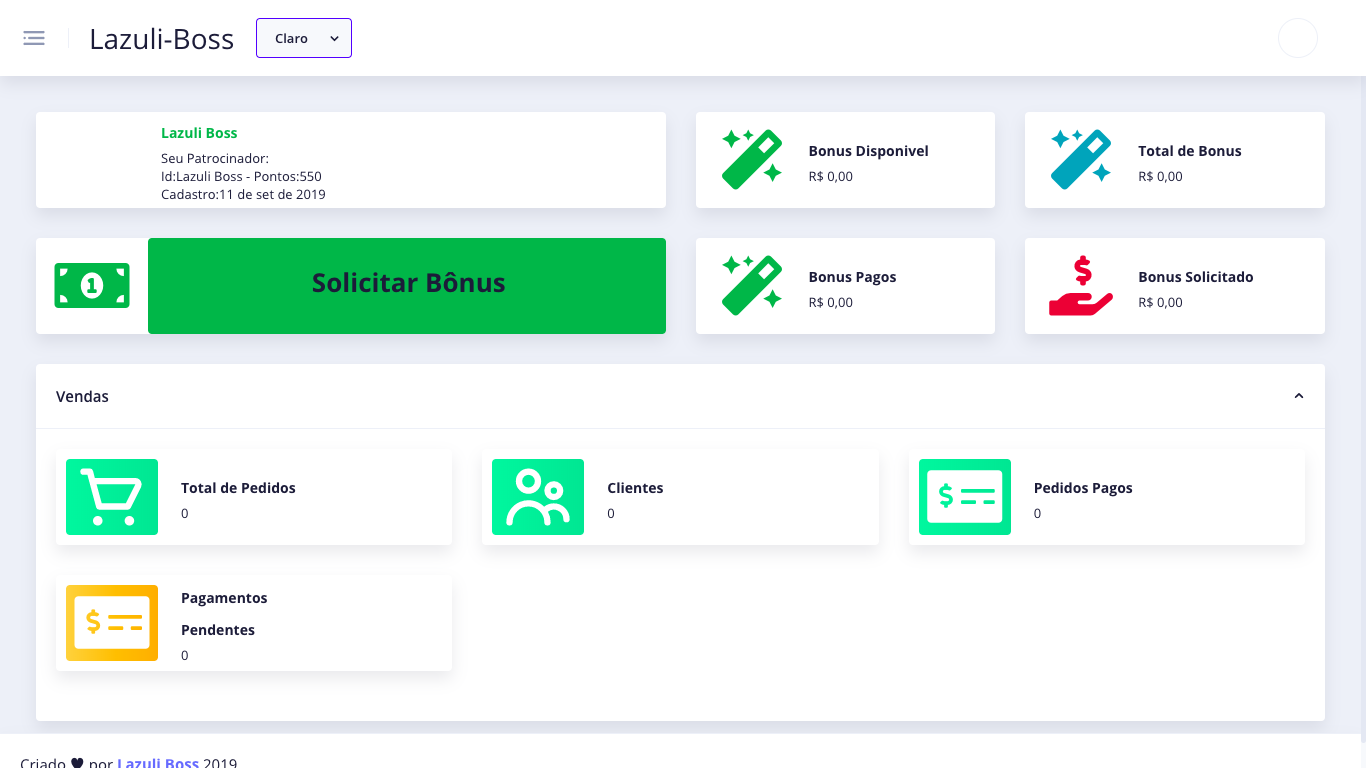 Lazuli-Boss
Claro
Lazuli Boss
Seu Patrocinador:
Id:Lazuli Boss - Pontos:550
Cadastro:11 de set de 2019
Bonus Disponivel
R$ 0,00
Total de Bonus
R$ 0,00
1
Solicitar Bônus
Bonus Pagos
R$ 0,00
$
Bonus Solicitado
R$ 0,00
Vendas
Total de Pedidos
0
Clientes
0
$
Pedidos Pagos
0
$
Pagamentos
Pendentes
0
Criado ♥ por Lazuli Boss 2019